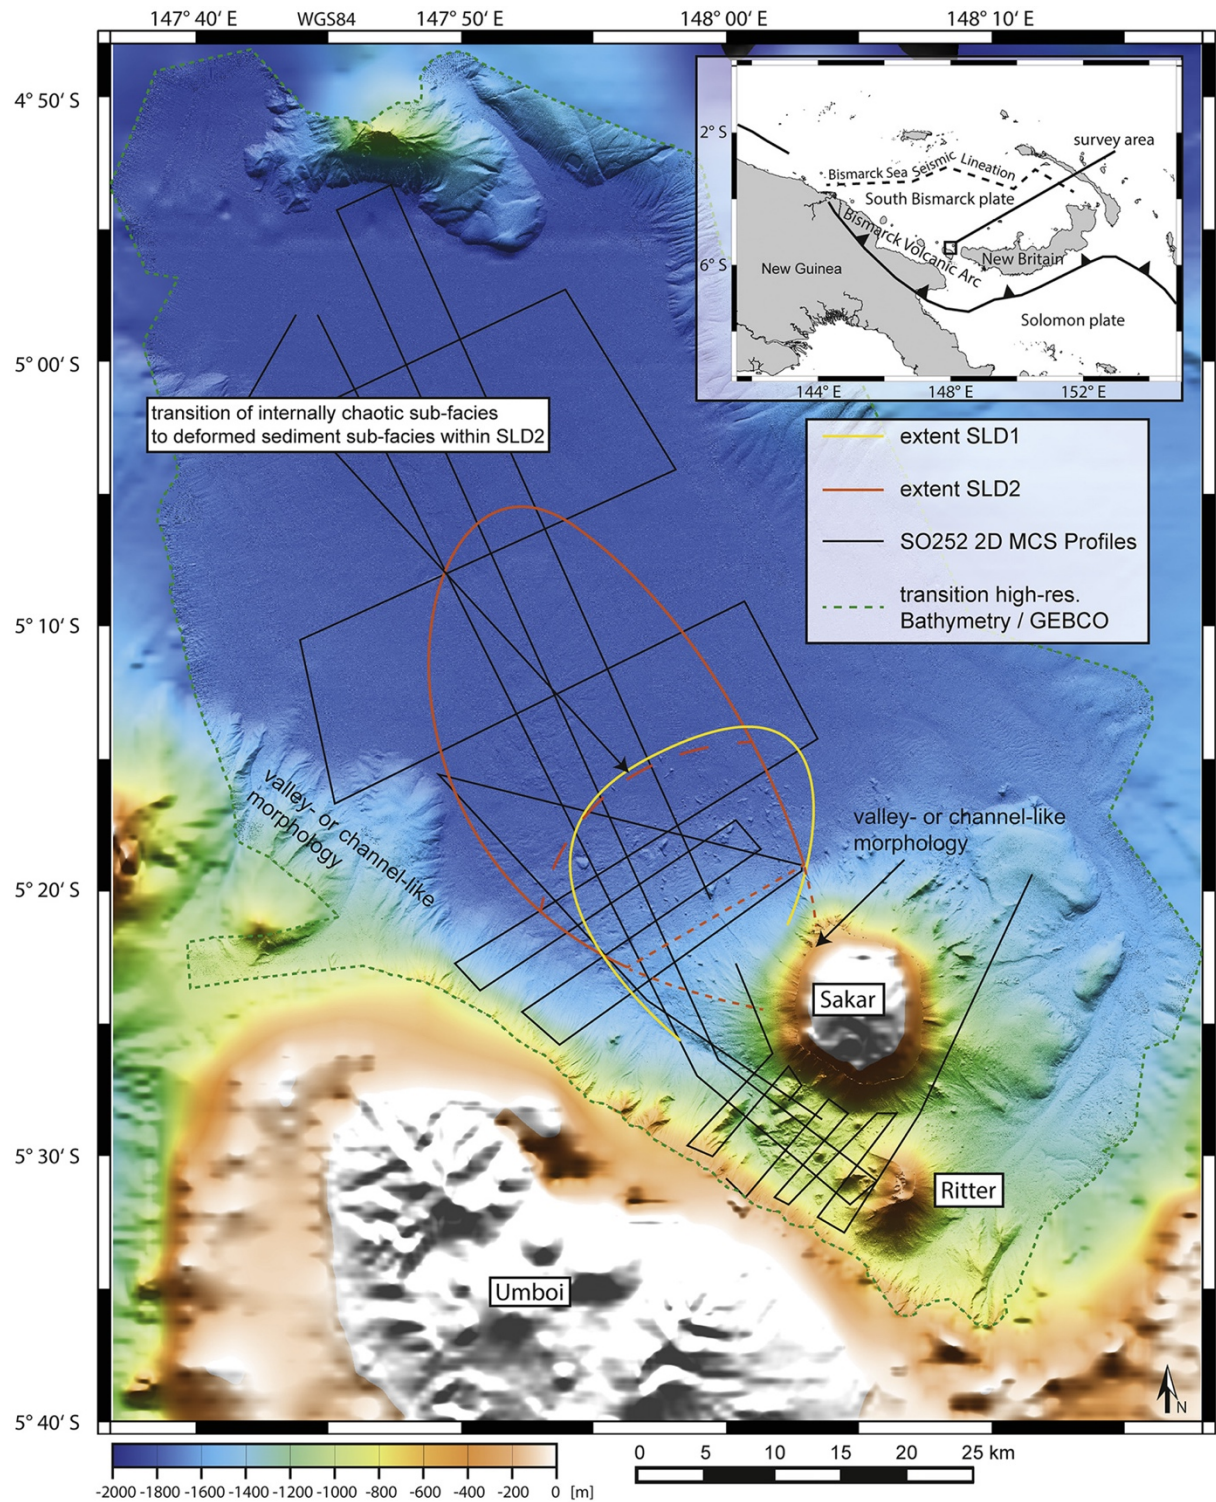 147° 40′ E
WGS84
147° 50′ E
148° 00′ E
148° 10′ E
4° 50′ S
5° 00′ S
5° 10′ S
5° 20′ S
5° 30′ S
5° 40′ S
2° S
6° S
144° E
148° E
152° E
survey area
Bismarck Sea Seismic Lineation
South Bismarck plate
Bismarck Volcanic Arc
New Britain
New Guinea
Solomon plate
transition of internally chaotic sub-facies
to deformed sediment sub-facies within SLD2
extent SLD1
extent SLD2
SO252 2D MCS Profiles
transition high-res.
Bathymetry / GEBCO
valley- or channel-like
morphology
valley- or channel-like
morphology
Sakar
Ritter
Umboi
N
-2000 -1800 -1600 -1400 -1200 -1000 -800 -600 -400 -200 0 [m]
0 5 10 15 20 25 km